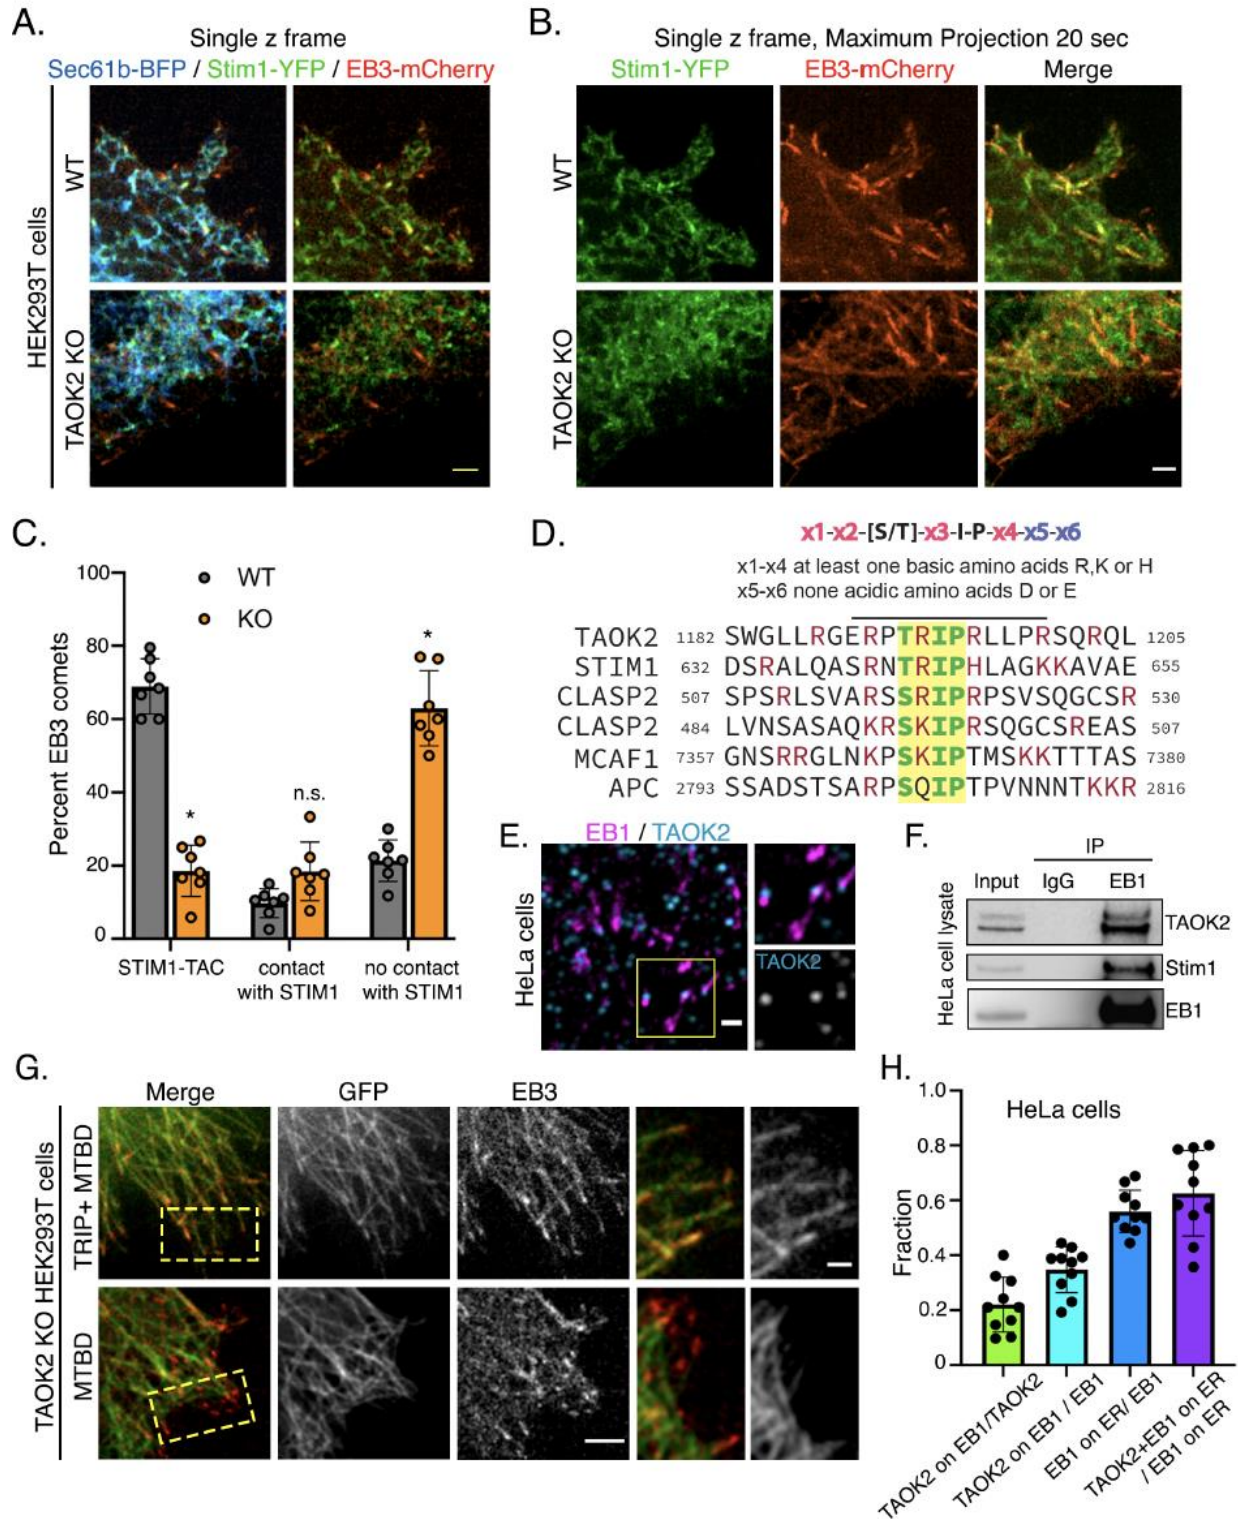 A.
Single z frame
Sec61b-BFP / Stim1-YFP / EB3-mCherry
HEK293T cells
WT
TAOK2 KO
B.
Single z frame, Maximum Projection 20 sec
Stim1-YFP EB3-mCherry Merge
WT
TAOK2 KO
C.
Percent EB3 comets
100
80
60
40
20
0
WT
KO
*
n.s.
*
STIM1-TAC
contact
with STIM1
no contact
with STIM1
D.
x1-x2-[S/T]-x3-I-P-x4-x5-x6
x1-x4 at least one basic amino acids R,K or H
x5-x6 none acidic amino acids D or E
TAOK2 1182 SWGLLRGERPTRIPRLLPRSQRQL 1205
STIM1 632 DSRALQASRNTRIPHLAGKKAVAE 655
CLASP2 507 SPSRLSVARSSRIPRPSVSQGCSR 530
CLASP2 484 LVNSASAQKRSKIPRSQGCSREAS 507
MCAF1 7357 GNSRRGLNKPSKIPTMSKKTTTAS 7380
APC 2793 SSADSTSARPSQIPTPVNNNTKKR 2816
E.
EB1 / TAOK2
HeLa cells
TAOK2
F.
IP
Input IgG EB1
HeLa cell lysate
TAOK2
Stim1
EB1
G.
Merge GFP EB3
TAOK2 KO HEK293T cells
TRIP+ MTBD
MTBD
H.
HeLa cells
Fraction
1.0
0.8
0.6
0.4
0.2
0
TAOK2 on EB1/TAOK2
TAOK2 on EB1 / EB1
EB1 on ER/ EB1
TAOK2+EB1 on ER
/ EB1 on ER